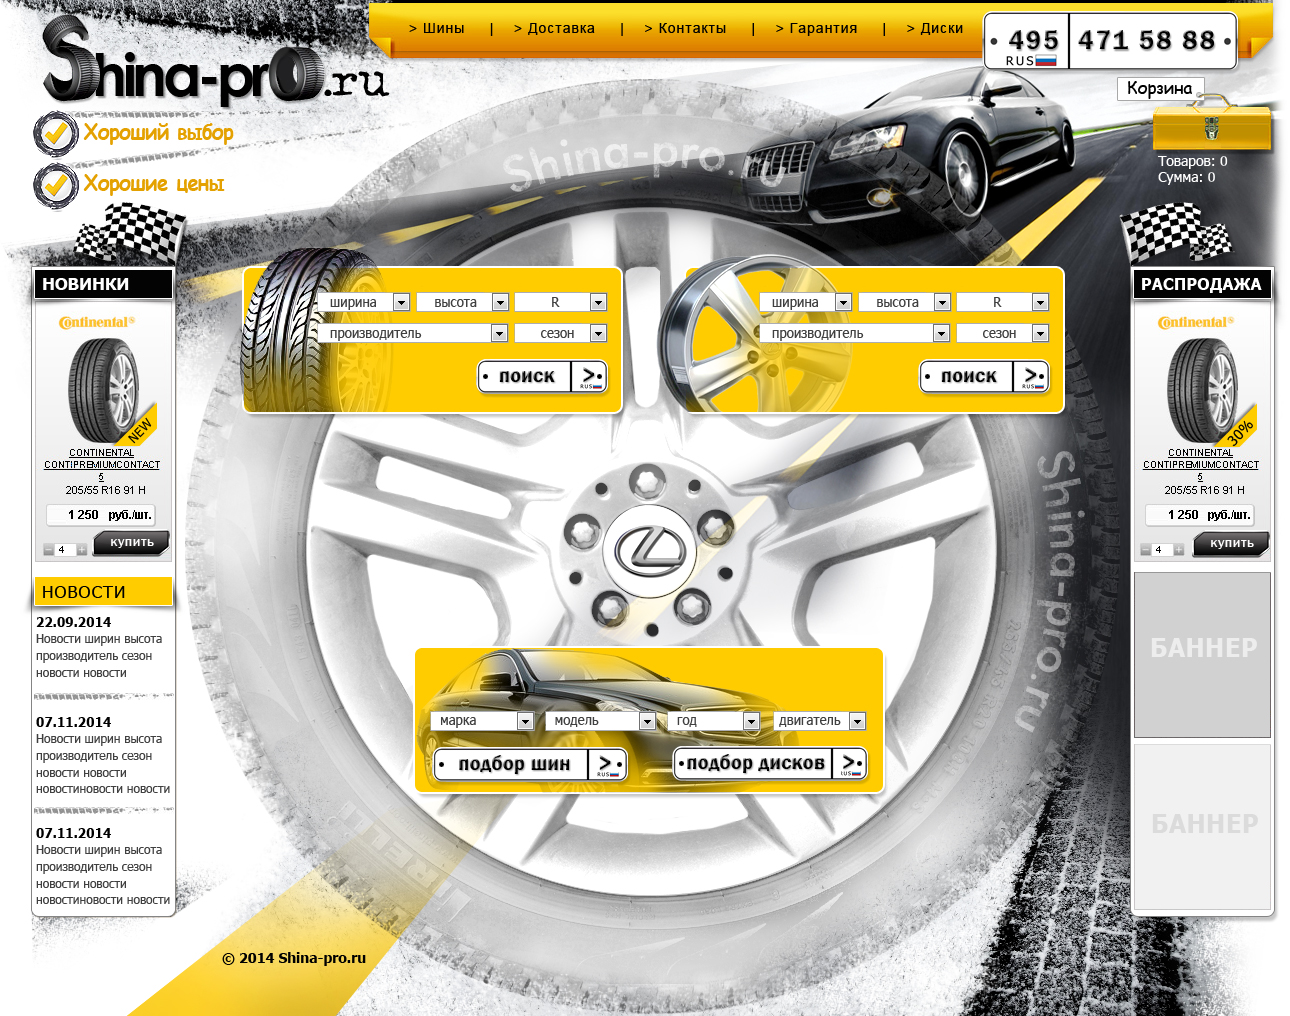 Shina-pro.ru
> Шины | > Доставка | > Контакты | > Гарантия | > Диски
495 471 58 88
RUS
Корзина
Товаров: 0
Сумма: 0
Хороший выбор
Хорошие цены
Shina-pro.ru
НОВИНКИ
Continental
NEW
CONTINENTAL
CONTIPREMIUMCONTACT
5
205/55 R16 91 H
1 250 руб./шт.
4
купить
ширина высота R
производитель сезон
поиск >
RUS
ширина высота R
производитель сезон
поиск >
RUS
РАСПРОДАЖА
Continental
30%
CONTINENTAL
CONTIPREMIUMCONTACT
5
205/55 R16 91 H
1 250 руб./шт.
4
купить
Shina-pro.ru
НОВОСТИ
22.09.2014
Новости ширин высота
производитель сезон
новости новости
07.11.2014
Новости ширин высота
производитель сезон
новости новости
новостиновости новости
07.11.2014
Новости ширин высота
производитель сезон
новости новости
новостиновости новости
марка модель год двигатель
подбор шин >
RUS
подбор дисков >
RUS
БАННЕР
БАННЕР
© 2014 Shina-pro.ru